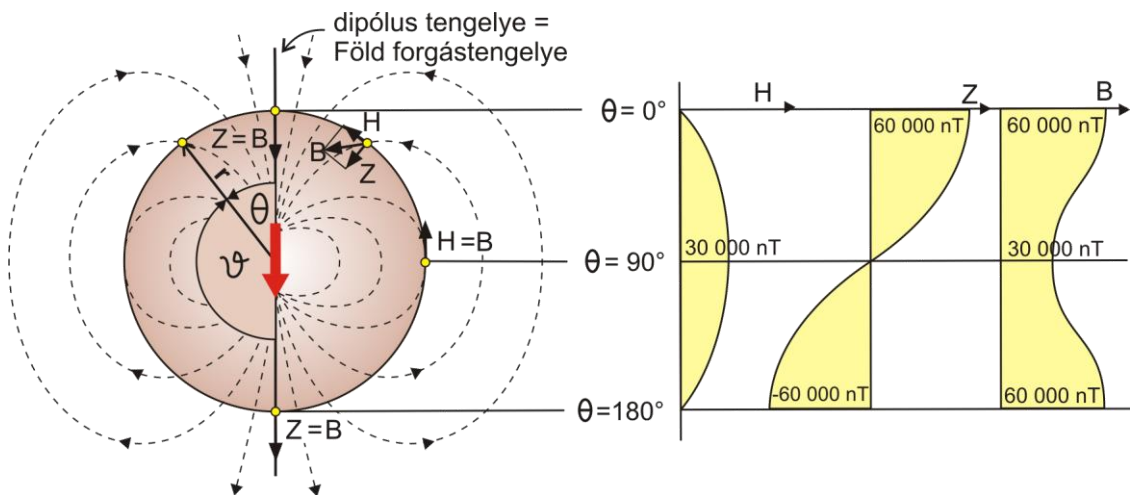 dipólus tengelye =
Föld forgástengelye
H
Z = B
B
Z
r
θ
ϑ
H = B
Z = B
θ = 0°
θ = 90°
θ =180°
H
Z
B
60 000 nT
60 000 nT
30 000 nT
30 000 nT
-60 000 nT
60 000 nT